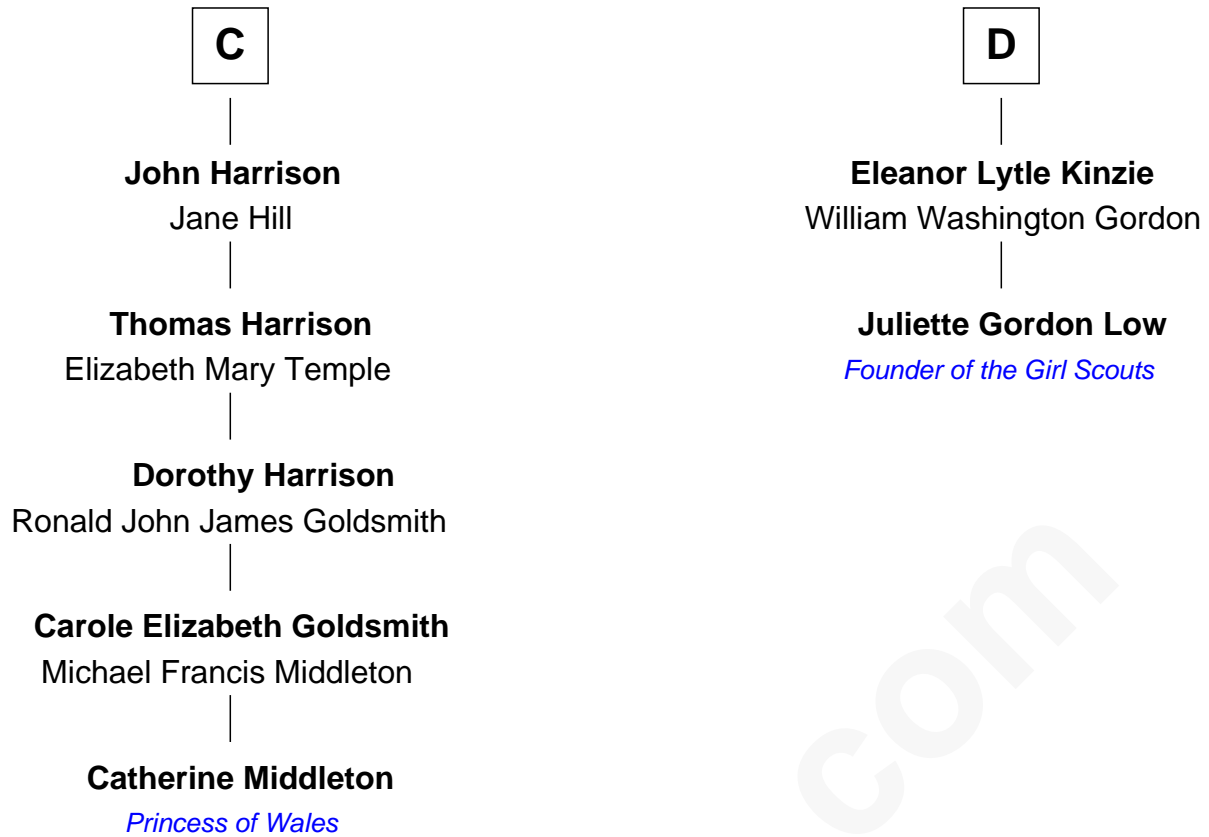 C
John Harrison
Jane Hill
Thomas Harrison
Elizabeth Mary Temple
Dorothy Harrison
Ronald John James Goldsmith
Carole Elizabeth Goldsmith
Michael Francis Middleton
Catherine Middleton
Princess of Wales
D
Eleanor Lytle Kinzie
William Washington Gordon
Juliette Gordon Low
Founder of the Girl Scouts
com